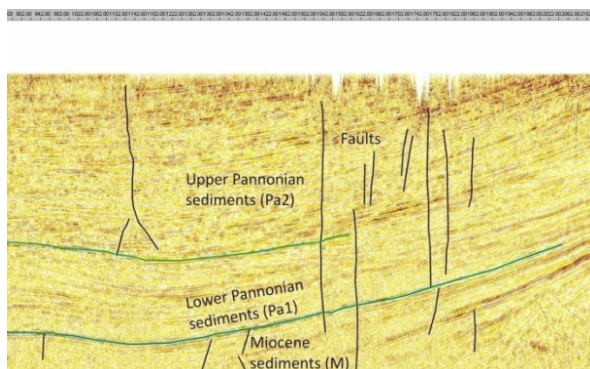 Faults
Upper Pannonian
sediments (Pa2)
Lower Pannonian
sediments (Pa1)
Miocene
sediments (M)